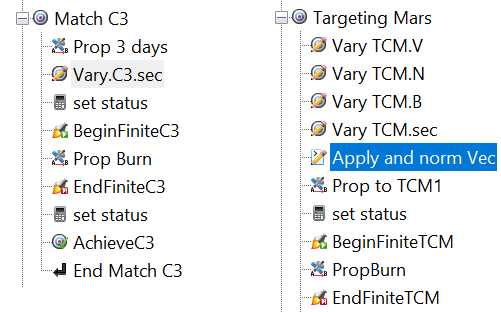 Match C3
Prop 3 days
Vary.C3.sec
set status
BeginFiniteC3
Prop Burn
EndFiniteC3
set status
AchieveC3
End Match C3
Targeting Mars
Vary TCM.V
Vary TCM.N
Vary TCM.B
Vary TCM.sec
Apply and norm Vec
Prop to TCM1
set status
BeginFiniteTCM
PropBurn
EndFiniteTCM